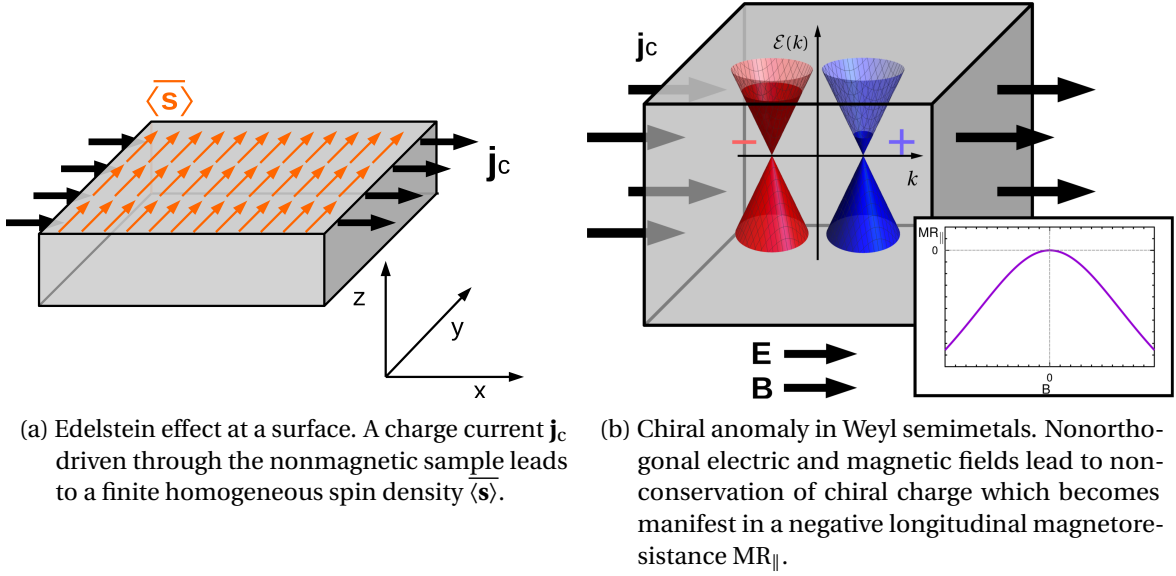 ⟨s⟩
j_c
z
y
x
(a) Edelstein effect at a surface. A charge current j_c
driven through the nonmagnetic sample leads
to a finite homogeneous spin density ⟨s⟩.
j_c
ℰ(k)
−
+
k
MR_∥
0
0
B
E
B
(b) Chiral anomaly in Weyl semimetals. Nonortho-
gonal electric and magnetic fields lead to non-
conservation of chiral charge which becomes
manifest in a negative longitudinal magnetore-
sistance MR_∥.